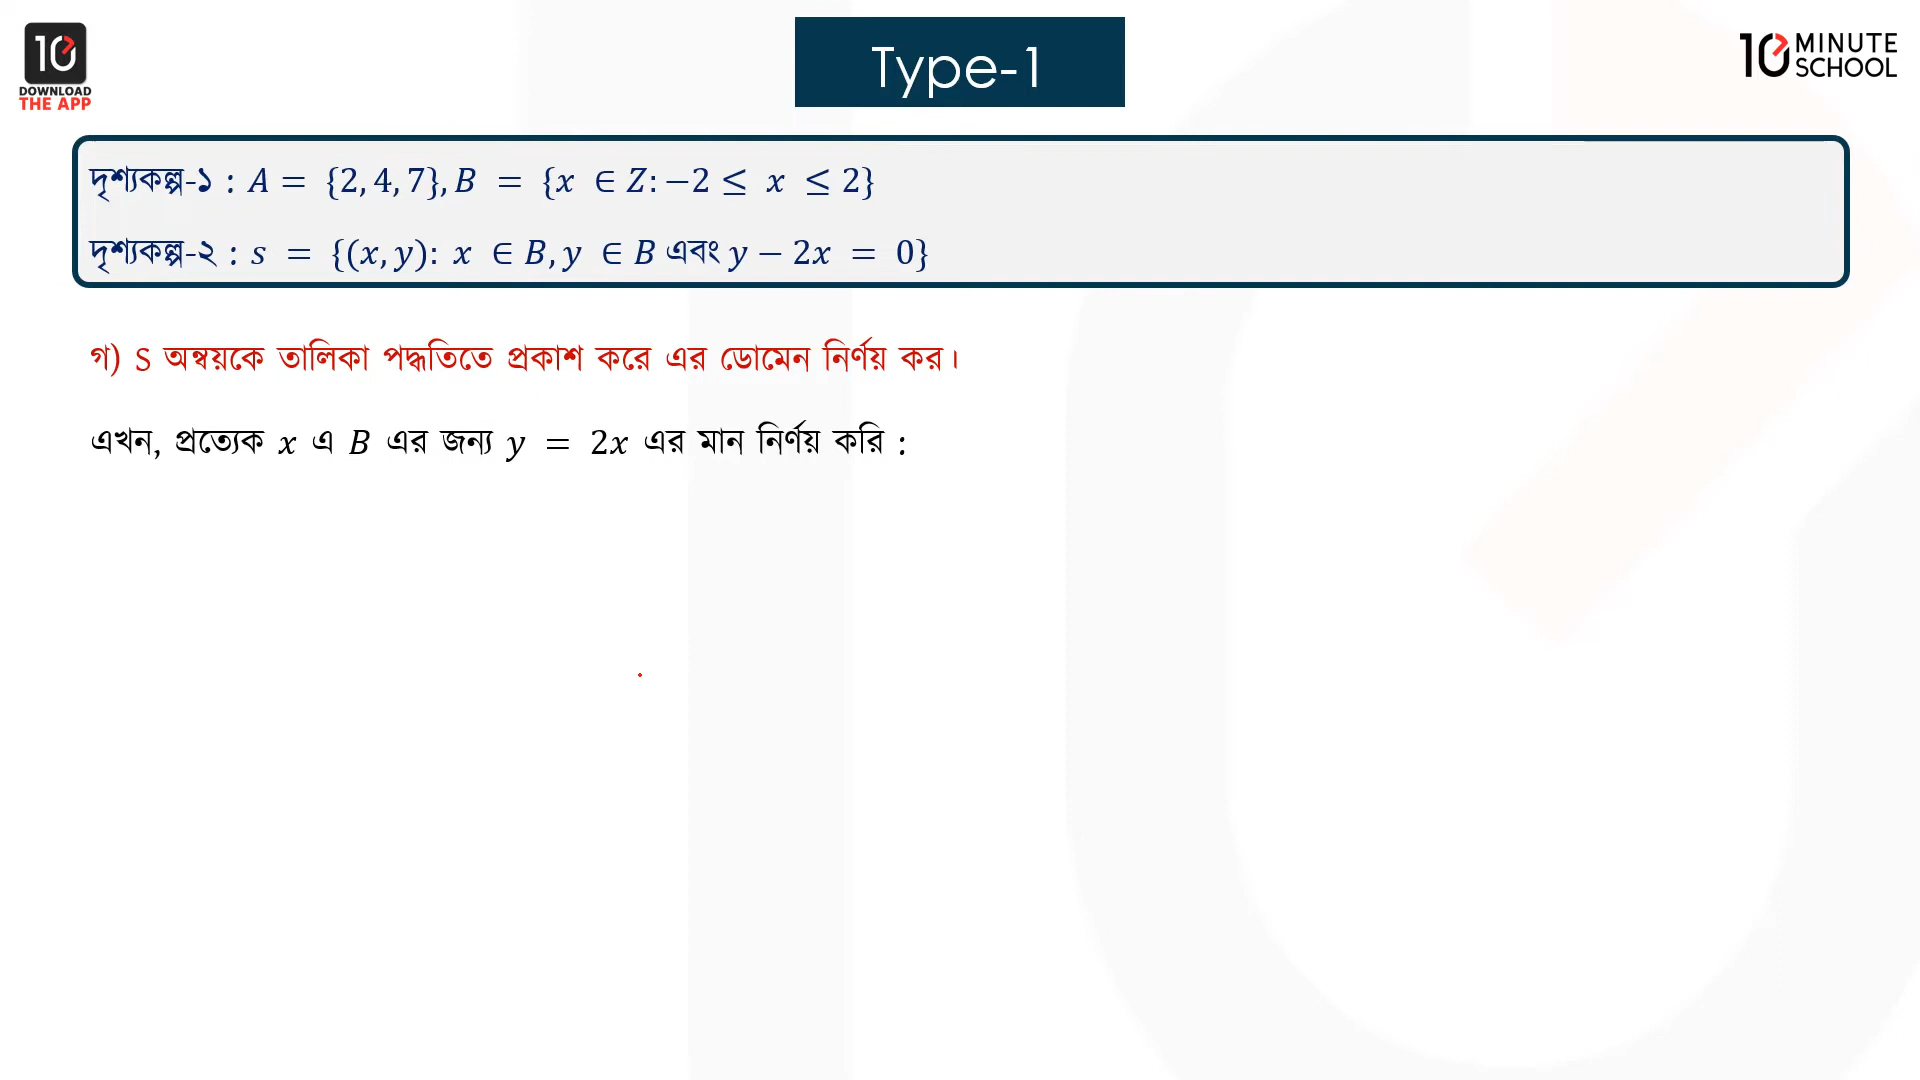 10
DOWNLOAD
THE APP
Type-1
10 MINUTE
SCHOOL
দৃশ্যকল্প-১ : A = {2, 4, 7}, B = {x ∈ Z: −2 ≤ x ≤ 2}
দৃশ্যকল্প-২ : s = {(x, y): x ∈ B, y ∈ B এবং y − 2x = 0}
গ) S অন্বয়কে তালিকা পদ্ধতিতে প্রকাশ করে এর ডোমেন নির্ণয় কর।
এখন, প্রত্যেক x এ B এর জন্য y = 2x এর মান নির্ণয় করি :